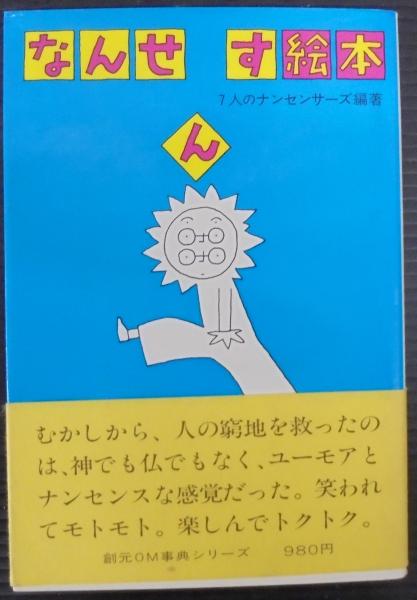 なんせ す絵本
7人のナンセンサーズ編著
ん
むかしから、人の窮地を救ったの
は、神でも仏でもなく、ユーモアと
ナンセンスな感覚だった。笑われ
てモトモト。楽しんでトクトク。
創元OM事典シリーズ 980円